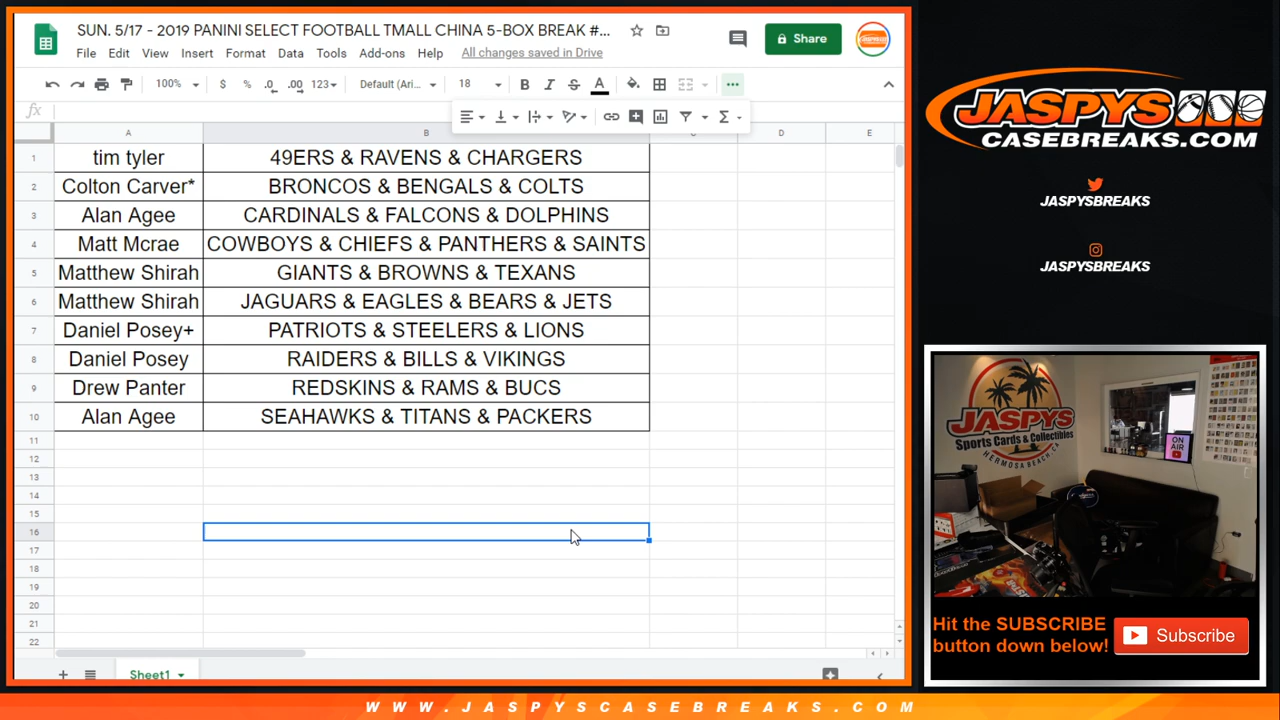 SUN. 5/17 - 2019 PANINI SELECT FOOTBALL TMALL CHINA 5-BOX BREAK #...
File Edit View Insert Format Data Tools Add-ons Help All changes saved in Drive
Share
100% $ % .0 .00 123 Default (Ari... 18 B I S A
fx
A B C D E
1 tim tyler 49ERS & RAVENS & CHARGERS
2 Colton Carver* BRONCOS & BENGALS & COLTS
3 Alan Agee CARDINALS & FALCONS & DOLPHINS
4 Matt Mcrae COWBOYS & CHIEFS & PANTHERS & SAINTS
5 Matthew Shirah GIANTS & BROWNS & TEXANS
6 Matthew Shirah JAGUARS & EAGLES & BEARS & JETS
7 Daniel Posey+ PATRIOTS & STEELERS & LIONS
8 Daniel Posey RAIDERS & BILLS & VIKINGS
9 Drew Panter REDSKINS & RAMS & BUCS
10 Alan Agee SEAHAWKS & TITANS & PACKERS
11
12
13
14
15
16
17
18
19
20
21
22
Sheet1
JASPYS
CASEBREAKS.COM
JASPYSBREAKS
JASPYSBREAKS
JASPYS
Sports Cards & Collectibles
HERMOSA BEACH, CA
ON AIR
Hit the SUBSCRIBE
button down below!
Subscribe
WWW.JASPYSCASEBREAKS.COM